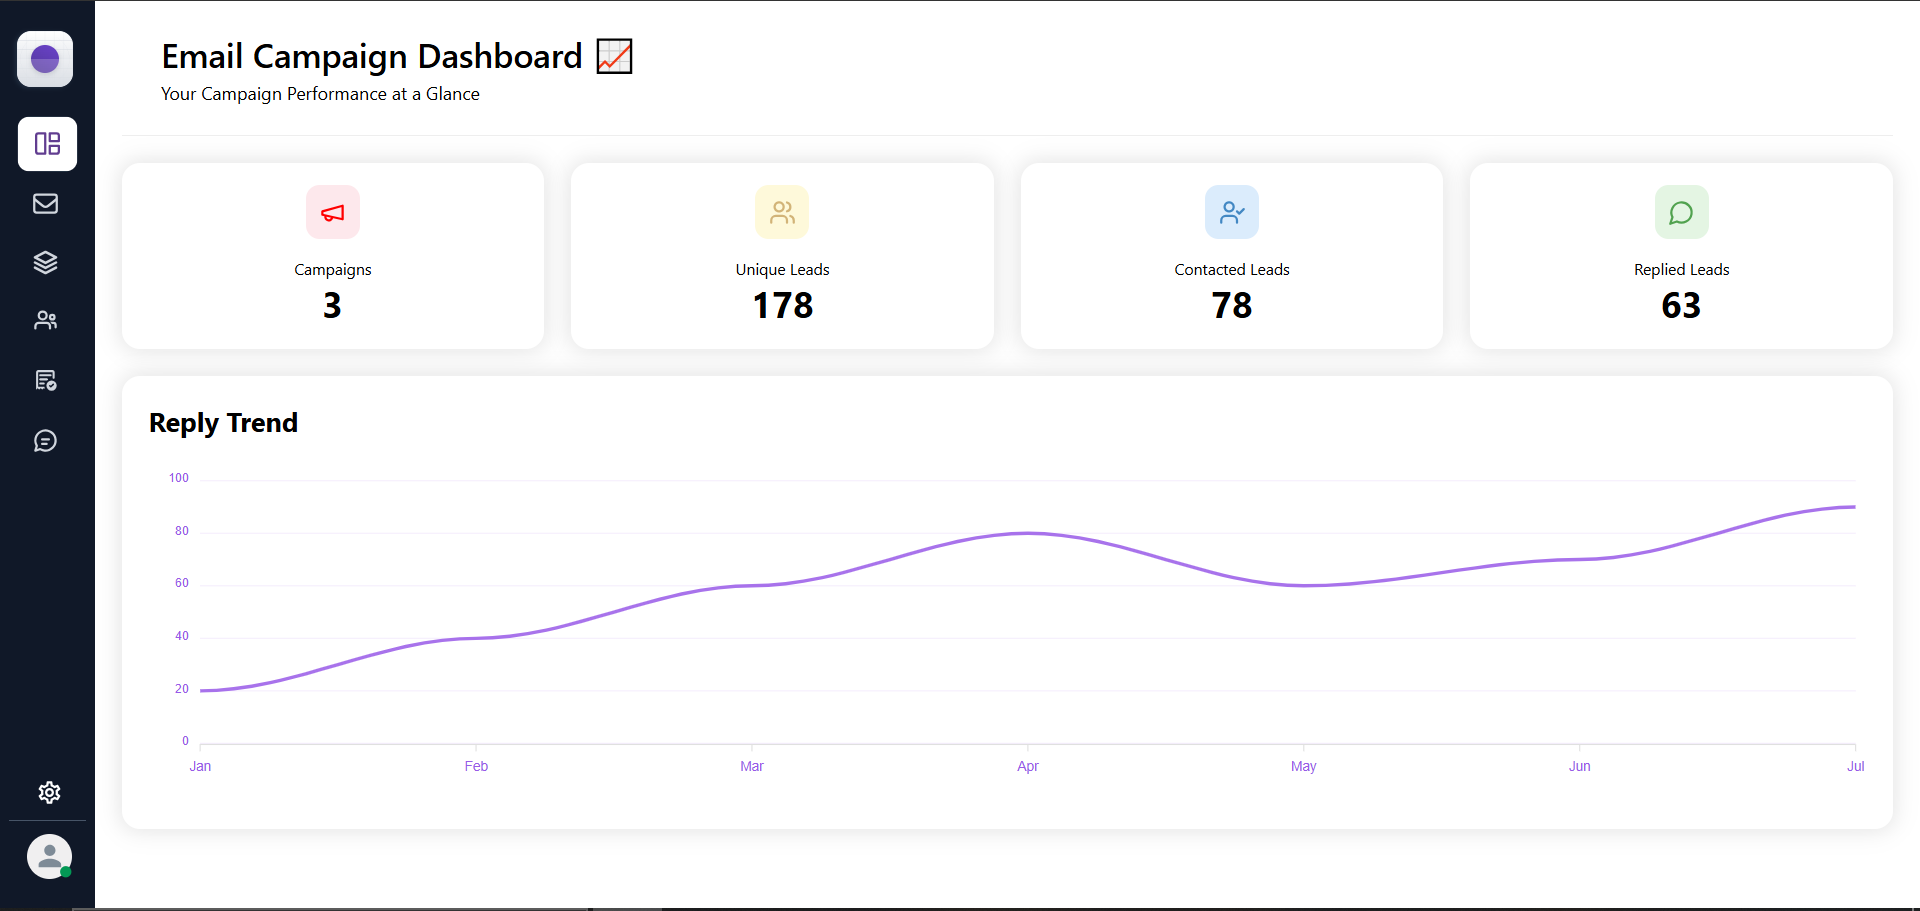 Email Campaign Dashboard 📈
Your Campaign Performance at a Glance
Campaigns
3
Unique Leads
178
Contacted Leads
78
Replied Leads
63
Reply Trend
100
80
60
40
20
0
Jan Feb Mar Apr May Jun Jul